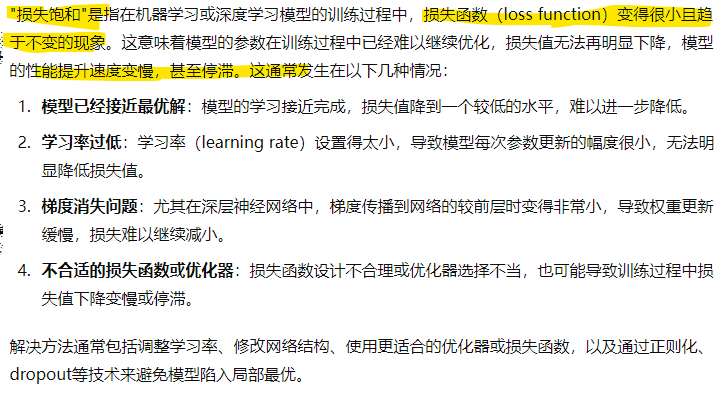 "损失饱和"是指在机器学习或深度学习模型的训练过程中，损失函数（loss function）变得很小且趋
于不变的现象。这意味着模型的参数在训练过程中已经难以继续优化，损失值无法再明显下降，模型
的性能提升速度变慢，甚至停滞。这通常发生在以下几种情况：
1. 模型已经接近最优解：模型的学习接近完成，损失值降到一个较低的水平，难以进一步降低。
2. 学习率过低：学习率（learning rate）设置得太小，导致模型每次参数更新的幅度很小，无法明
显降低损失值。
3. 梯度消失问题：尤其在深层神经网络中，梯度传播到网络的较前层时变得非常小，导致权重更新
缓慢，损失难以继续减小。
4. 不合适的损失函数或优化器：损失函数设计不合理或优化器选择不当，也可能导致训练过程中损
失值下降变慢或停滞。
解决方法通常包括调整学习率、修改网络结构、使用更适合的优化器或损失函数，以及通过正则化、
dropout等技术来避免模型陷入局部最优。